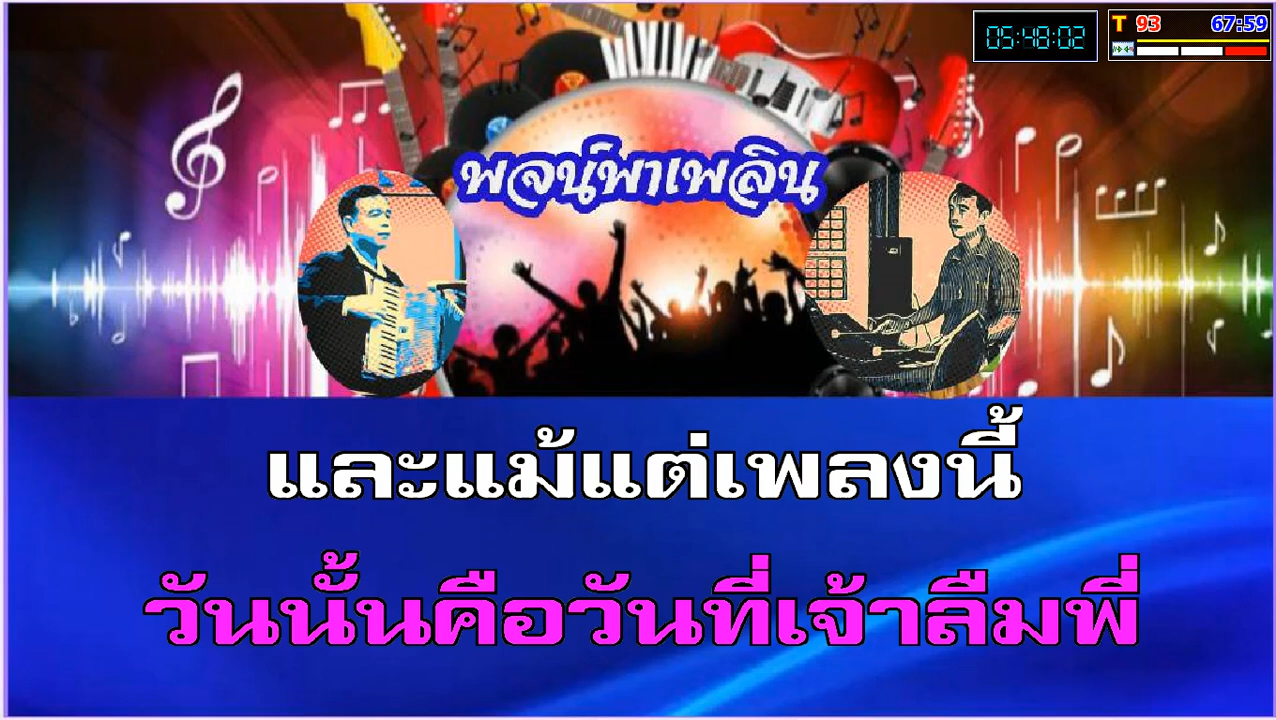 05:48:02
T 93 67:59
พจน์พาเพลิน
และแม้แต่เพลงนี้
วันนั้นคือวันที่เจ้าลืมพี่